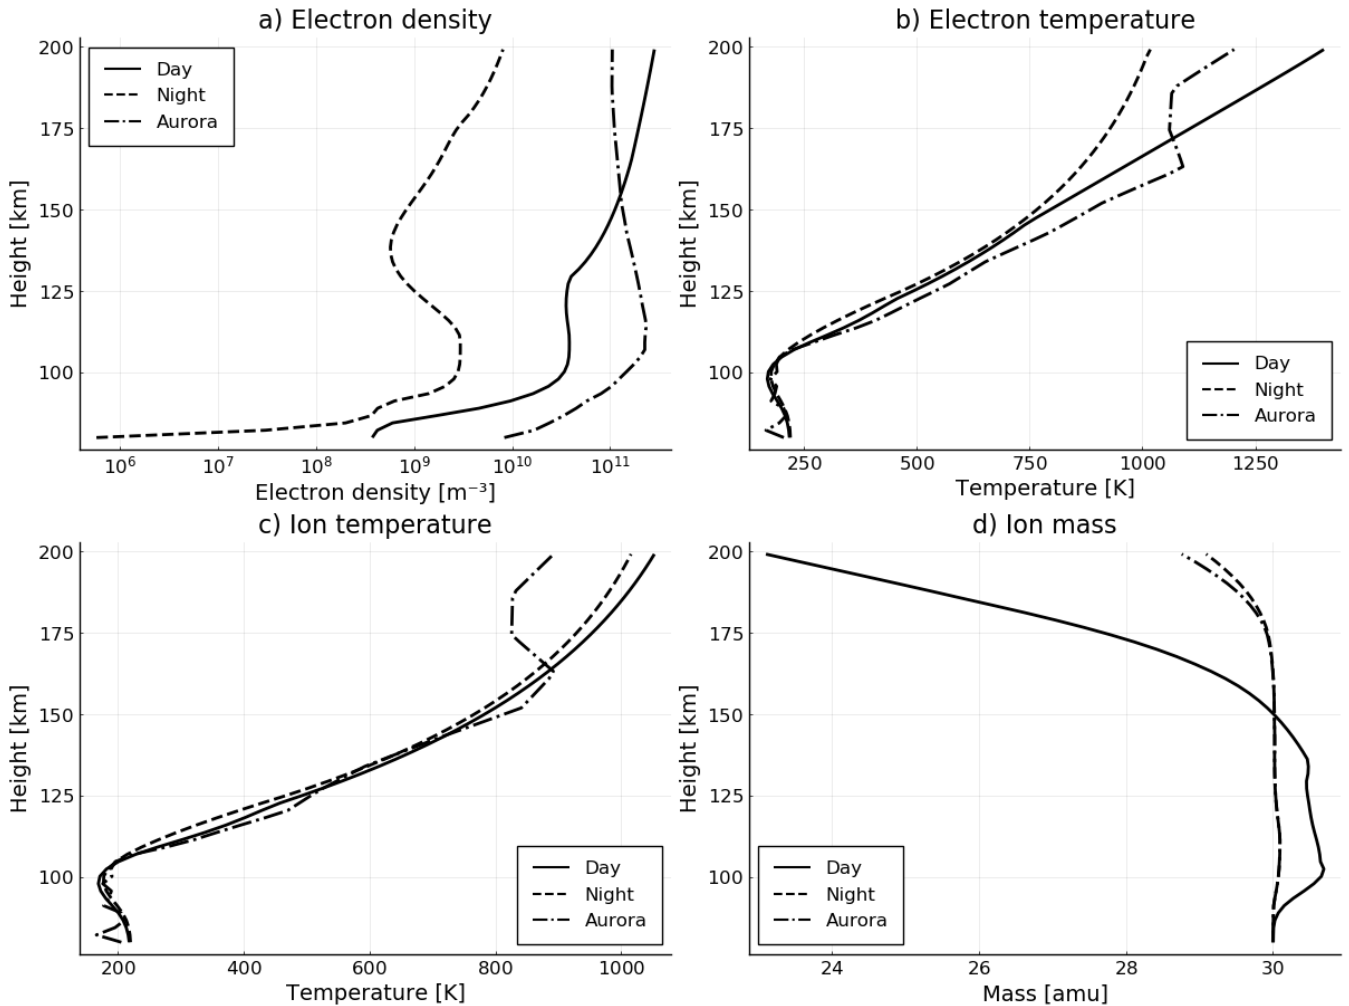 a) Electron density
200
175
150
125
100
Height [km]
Day
Night
Aurora
10⁶
10⁷
10⁸
10⁹
10¹⁰
10¹¹
Electron density [m⁻³]
b) Electron temperature
200
175
150
125
100
Height [km]
Day
Night
Aurora
250
500
750
1000
1250
Temperature [K]
c) Ion temperature
200
175
150
125
100
Height [km]
Day
Night
Aurora
200
400
600
800
1000
Temperature [K]
d) Ion mass
200
175
150
125
100
Height [km]
Day
Night
Aurora
24
26
28
30
Mass [amu]